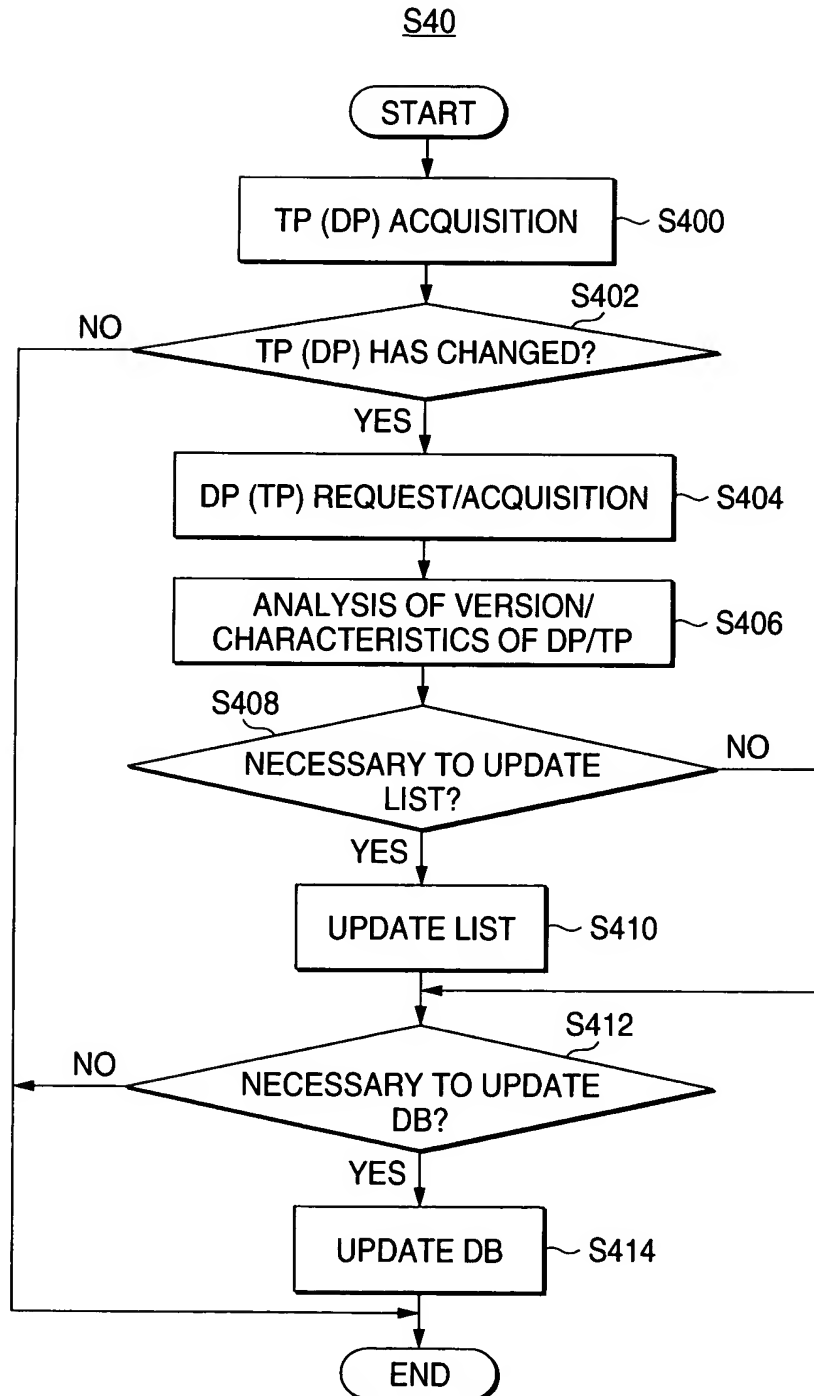 S40
START
TP (DP) ACQUISITION
S400
S402
NO
TP (DP) HAS CHANGED?
YES
DP (TP) REQUEST/ACQUISITION
S404
ANALYSIS OF VERSION/
CHARACTERISTICS OF DP/TP
S406
S408
NO
NECESSARY TO UPDATE
LIST?
YES
UPDATE LIST
S410
S412
NO
NECESSARY TO UPDATE
DB?
YES
UPDATE DB
S414
END